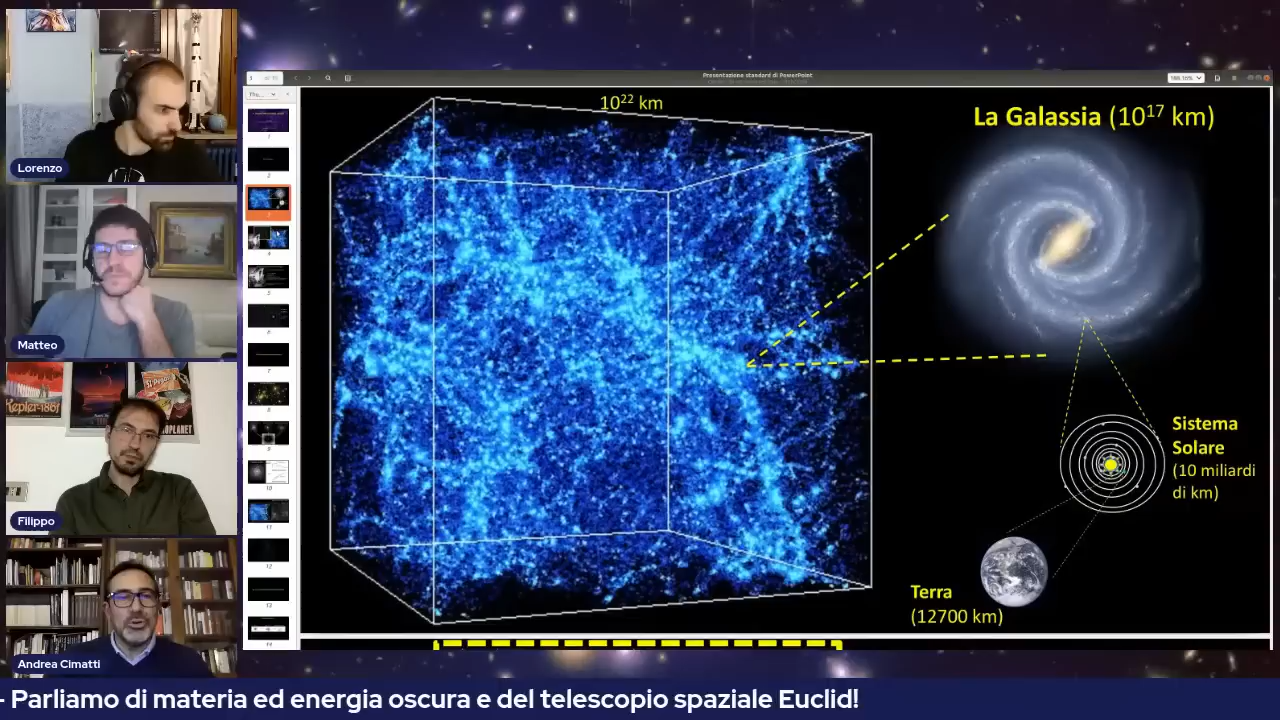 Presentazione standard di PowerPoint
10²² km
La Galassia (10¹⁷ km)
Lorenzo
Matteo
Kepler-186f
Filippo
Sistema
Solare
(10 miliardi
di km)
Terra
(12700 km)
Andrea Cimatti
- Parliamo di materia ed energia oscura e del telescopio spaziale Euclid!